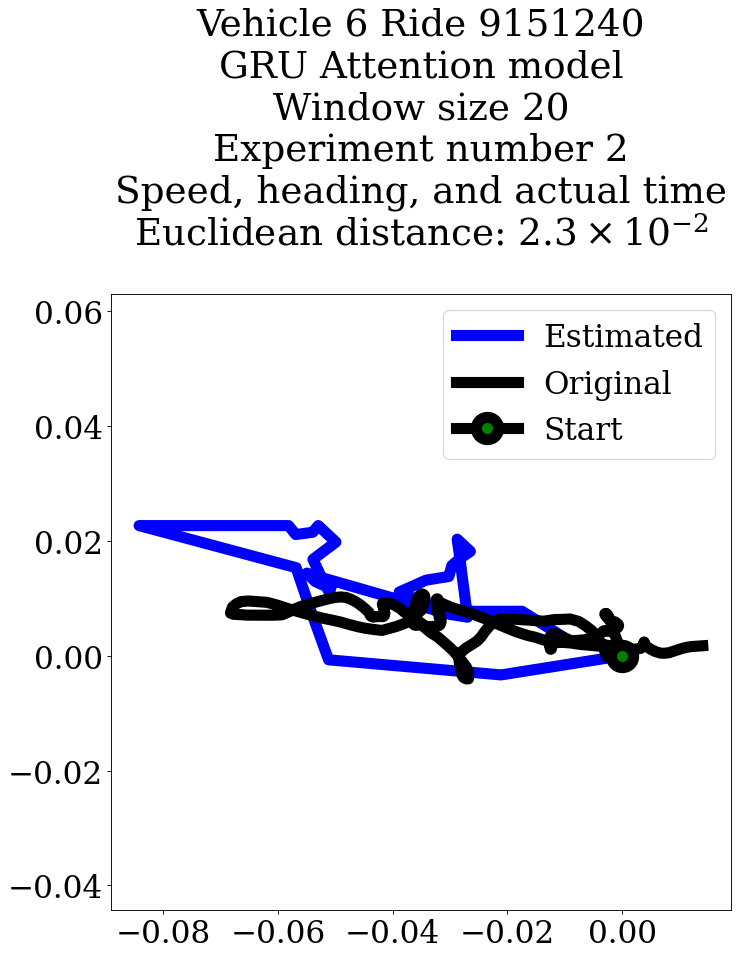 Vehicle 6 Ride 9151240
GRU Attention model
Window size 20
Experiment number 2
Speed, heading, and actual time
Euclidean distance: 2.3 × 10⁻²
Estimated
Original
Start
0.06
0.04
0.02
0.00
−0.02
−0.04
−0.08 −0.06 −0.04 −0.02 0.00